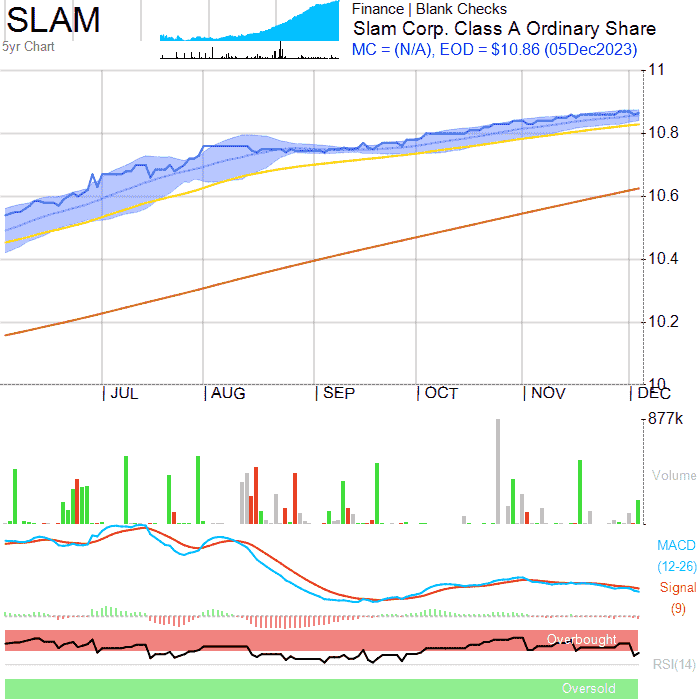 SLAM
5yr Chart
Finance | Blank Checks
Slam Corp. Class A Ordinary Share
MC = (N/A), EOD = $10.86 (05Dec2023)
11
10.8
10.6
10.4
10.2
10
| JUL | AUG | SEP | OCT | NOV | DEC
877k
Volume
MACD
(12-26)
Signal
(9)
Overbought
RSI(14)
Oversold